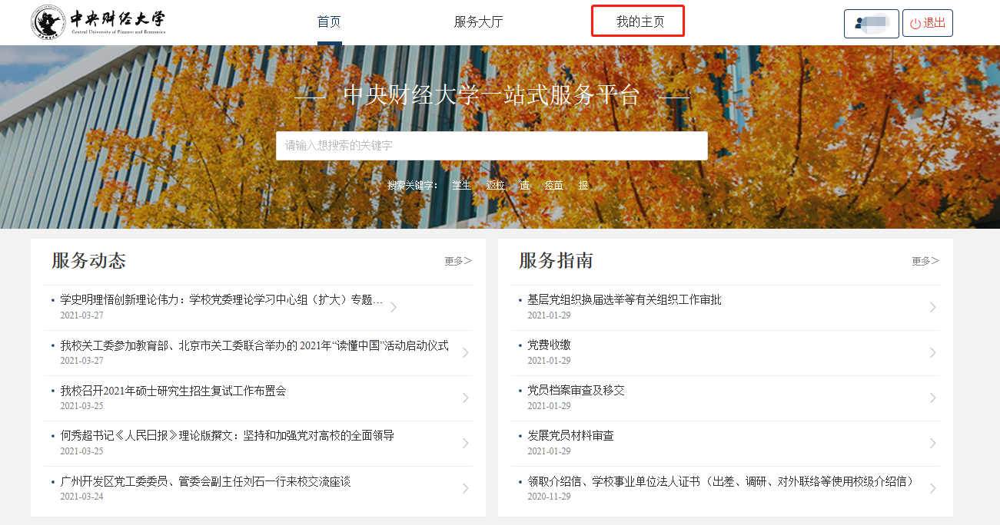 中央财经大学
Central University of Finance and Economics
首页
服务大厅
我的主页
退出
中央财经大学一站式服务平台
请输入想搜索的关键字
搜索关键字： 学生 返校 请 疫苗 报
服务动态
更多>
学史明理悟创新理论伟力：学校党委理论学习中心组（扩大）专题...
2021-03-27
我校关工委参加教育部、北京市关工委联合举办的 2021年“读懂中国”活动启动仪式
2021-03-27
我校召开2021年硕士研究生招生复试工作布置会
2021-03-25
何秀超书记《人民日报》理论版撰文：坚持和加强党对高校的全面领导
2021-03-25
广州开发区党工委委员、管委会副主任刘石一行来校交流座谈
2021-03-24
服务指南
更多>
基层党组织换届选举等有关组织工作审批
2021-01-29
党费收缴
2021-01-29
党员档案审查及移交
2021-01-29
发展党员材料审查
2021-01-29
领取介绍信、学校事业单位法人证书（出差、调研、对外联络等使用校级介绍信）
2020-11-29